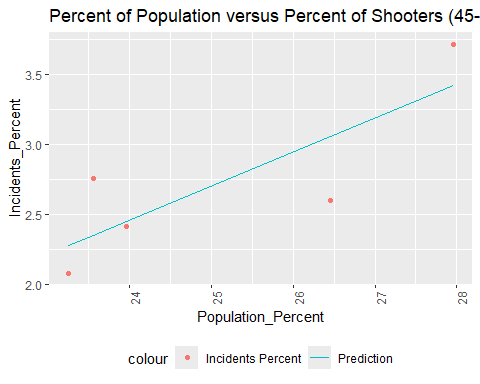 Percent of Population versus Percent of Shooters (45-
Incidents_Percent
3.5
3.0
2.5
2.0
24
25
26
27
28
Population_Percent
colour Incidents Percent Prediction